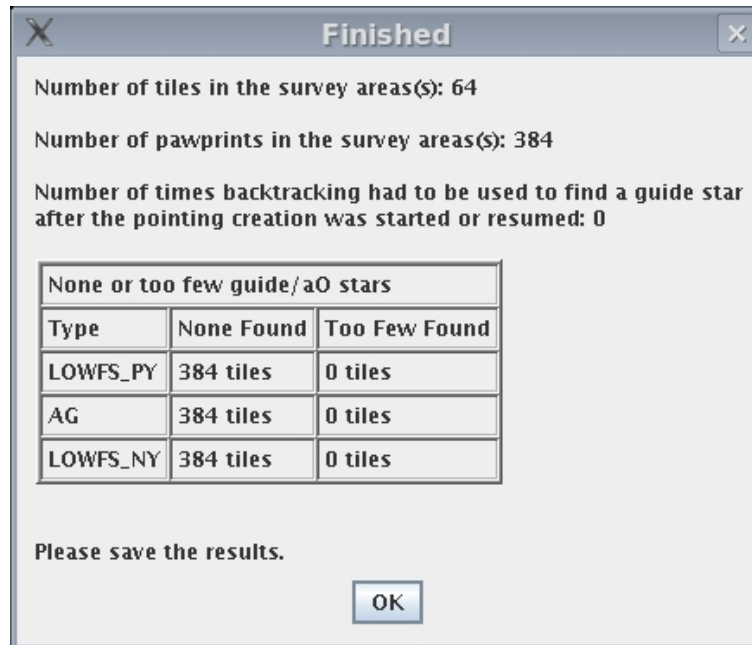 Finished
Number of tiles in the survey areas(s): 64
Number of pawprints in the survey areas(s): 384
Number of times backtracking had to be used to find a guide star
after the pointing creation was started or resumed: 0
None or too few guide/aO stars
Type None Found Too Few Found
LOWFS_PY 384 tiles 0 tiles
AG 384 tiles 0 tiles
LOWFS_NY 384 tiles 0 tiles
Please save the results.
OK